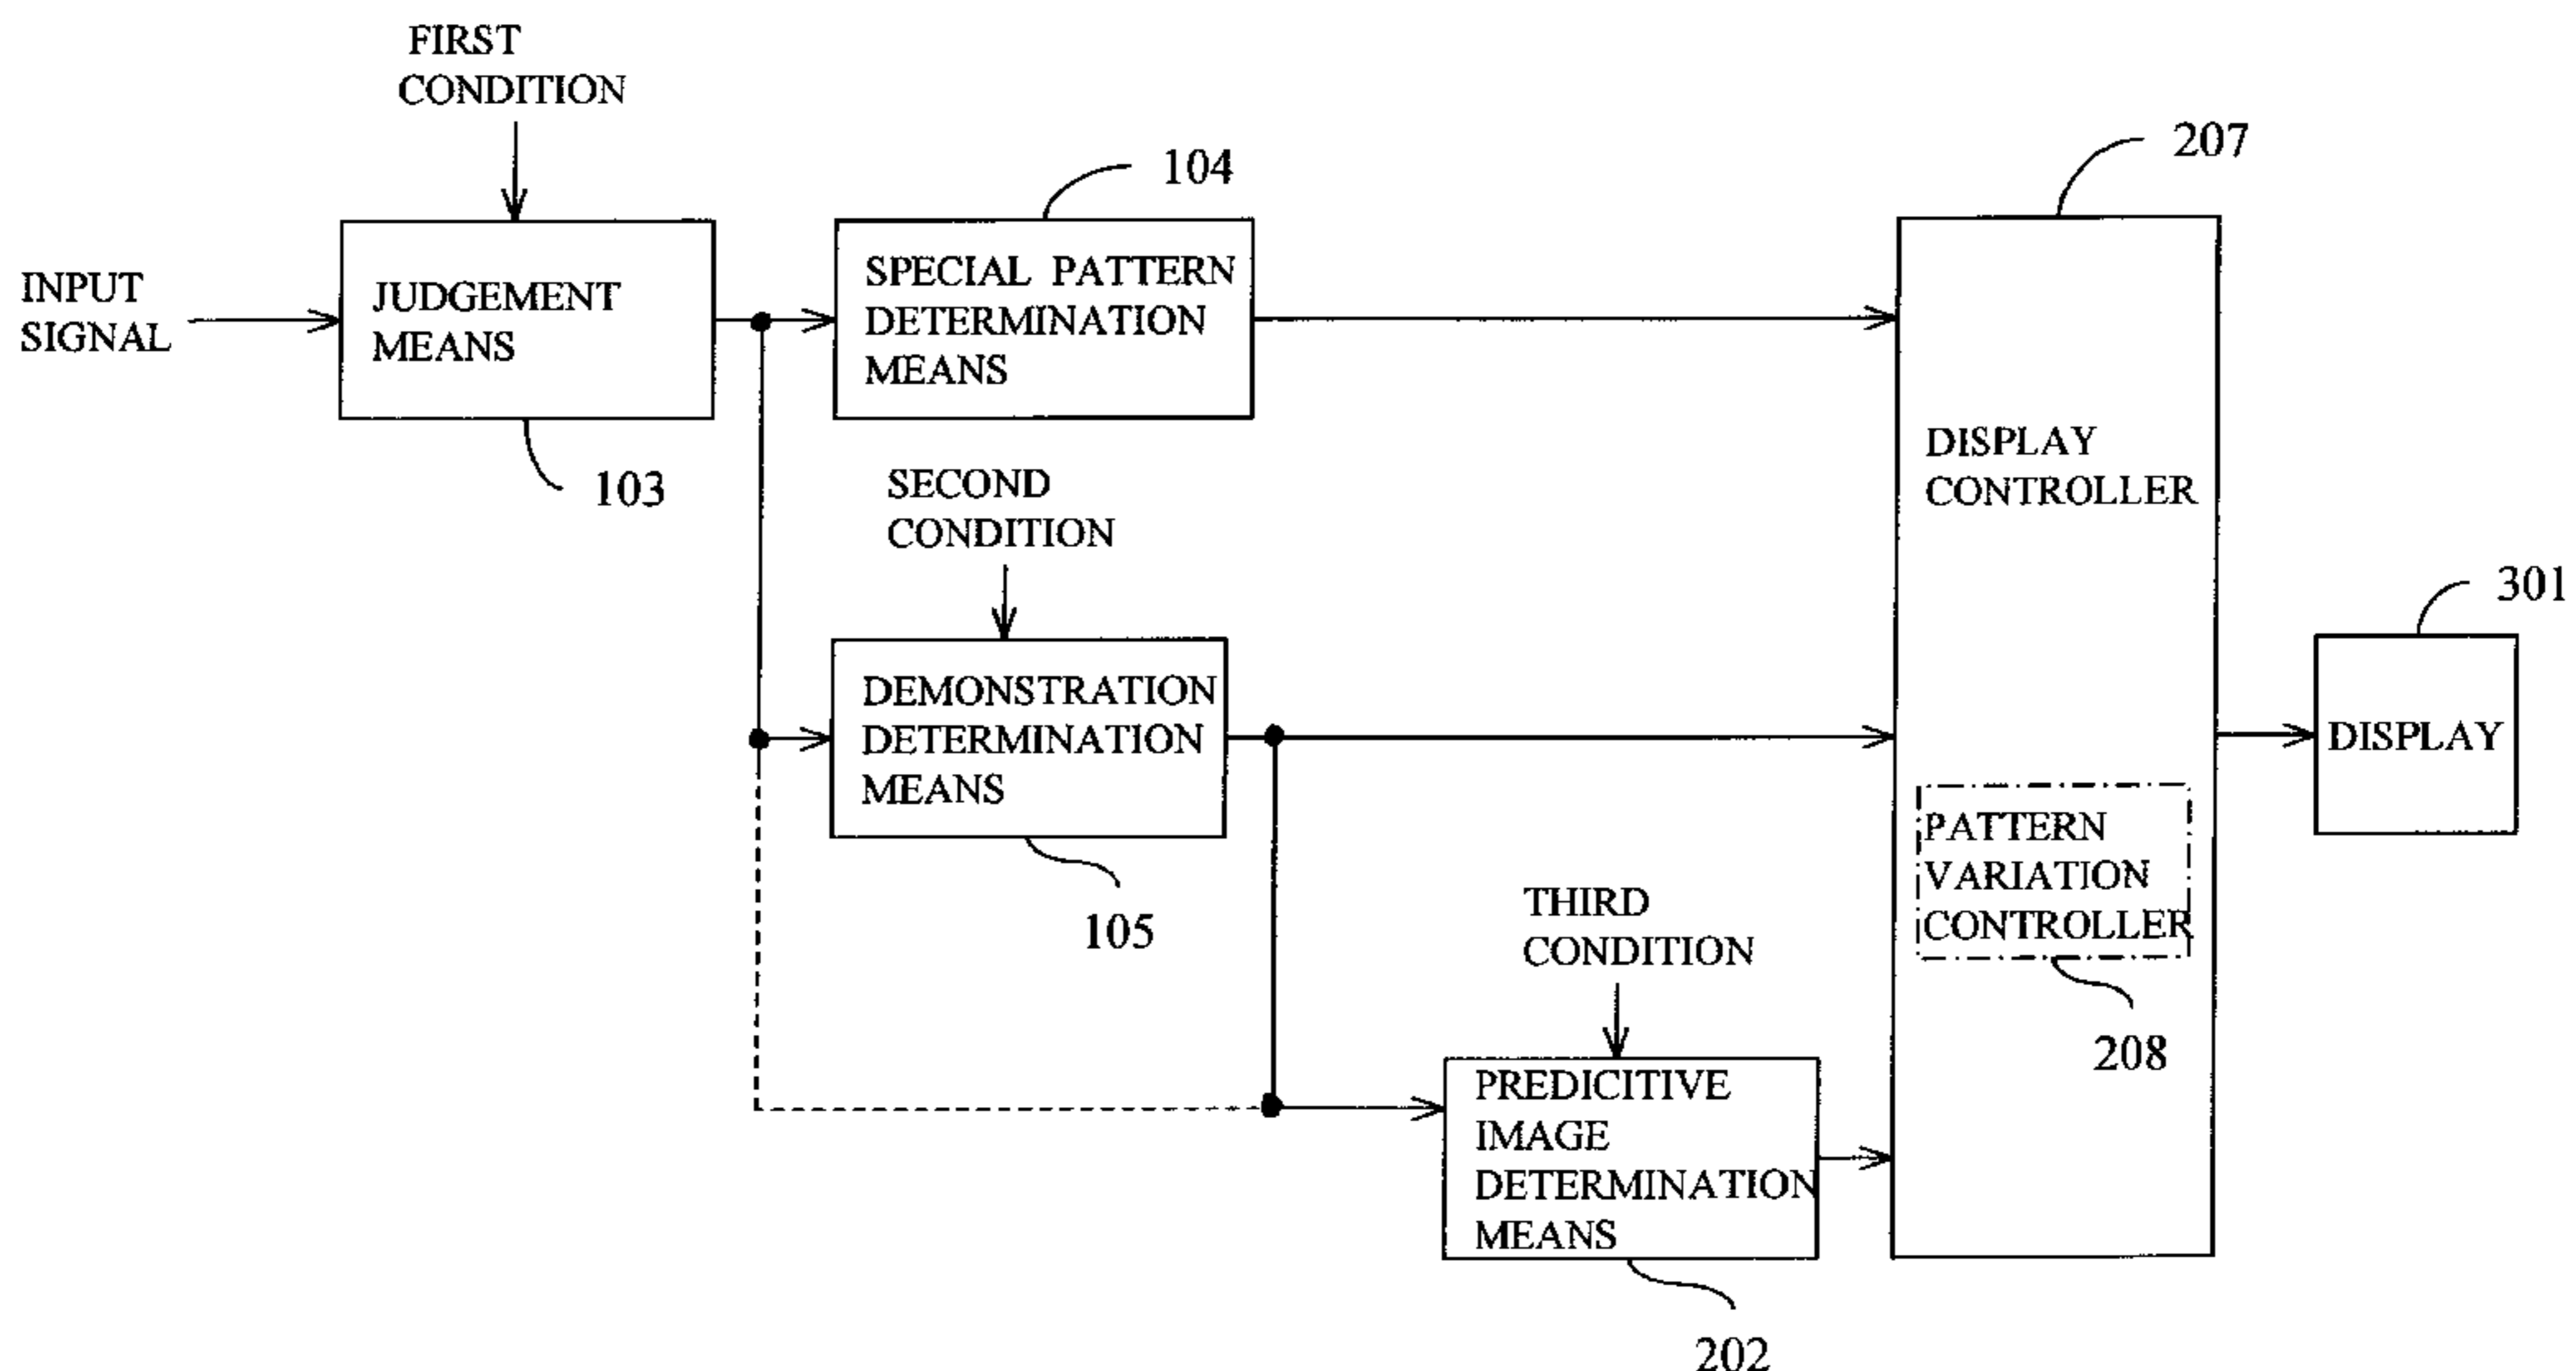 FIRST
CONDITION
207
104
INPUT
SIGNAL
JUDGEMENT
MEANS
SPECIAL PATTERN
DETERMINATION
MEANS
DISPLAY
CONTROLLER
103
SECOND
CONDITION
301
DEMONSTRATION
DETERMINATION
MEANS
DISPLAY
PATTERN
VARIATION
CONTROLLER
105
THIRD
CONDITION
208
PREDICITIVE
IMAGE
DETERMINATION
MEANS
202